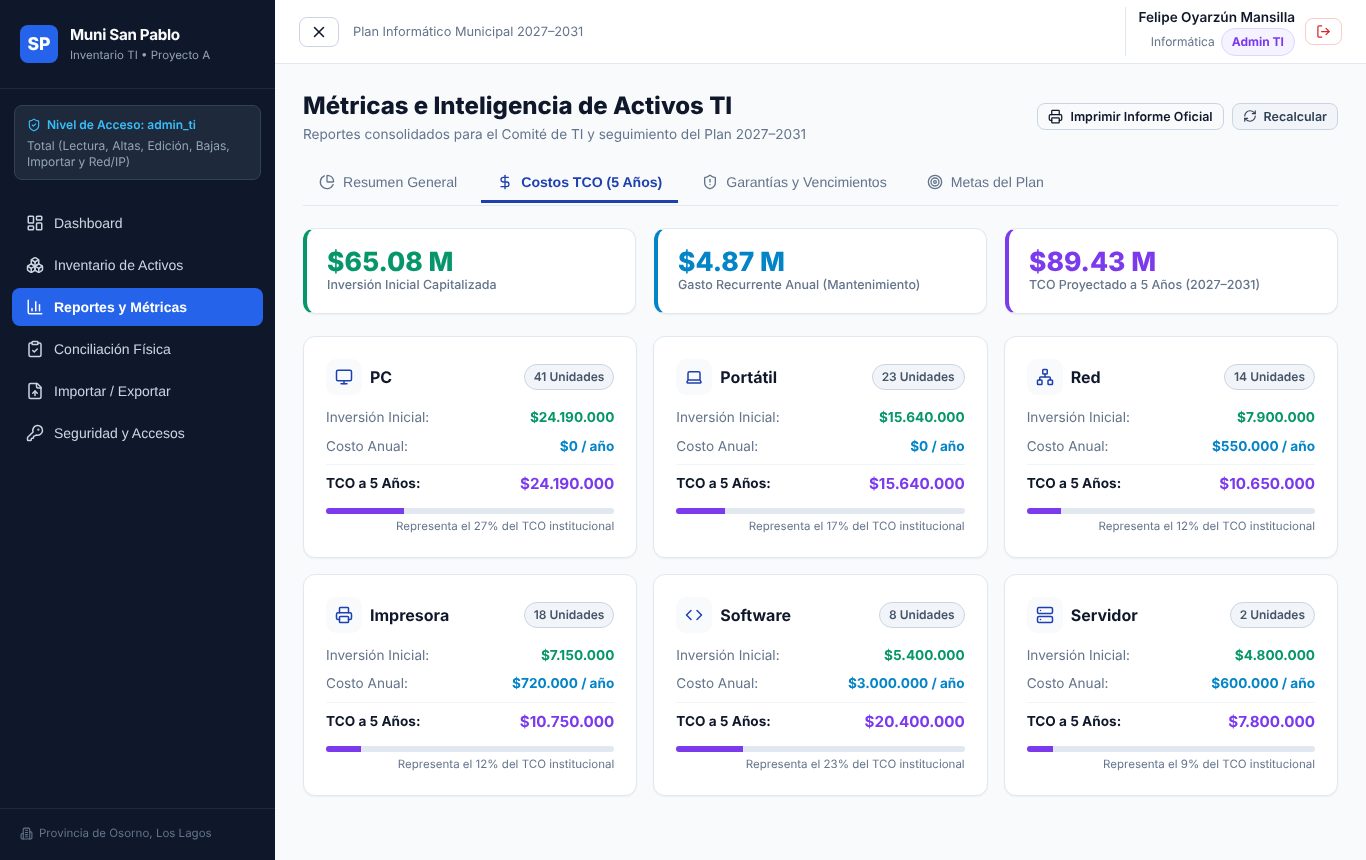 SP
Muni San Pablo
Inventario TI • Proyecto A
Nivel de Acceso: admin_ti
Total (Lectura, Altas, Edición, Bajas,
Importar y Red/IP)
Dashboard
Inventario de Activos
Reportes y Métricas
Conciliación Física
Importar / Exportar
Seguridad y Accesos
Provincia de Osorno, Los Lagos
Plan Informático Municipal 2027–2031
Felipe Oyarzún Mansilla
Informática Admin TI
Métricas e Inteligencia de Activos TI
Reportes consolidados para el Comité de TI y seguimiento del Plan 2027–2031
Imprimir Informe Oficial
Recalcular
Resumen General
Costos TCO (5 Años)
Garantías y Vencimientos
Metas del Plan
$65.08 M
Inversión Inicial Capitalizada
$4.87 M
Gasto Recurrente Anual (Mantenimiento)
$89.43 M
TCO Proyectado a 5 Años (2027–2031)
PC
41 Unidades
Inversión Inicial: $24.190.000
Costo Anual: $0 / año
TCO a 5 Años: $24.190.000
Representa el 27% del TCO institucional
Portátil
23 Unidades
Inversión Inicial: $15.640.000
Costo Anual: $0 / año
TCO a 5 Años: $15.640.000
Representa el 17% del TCO institucional
Red
14 Unidades
Inversión Inicial: $7.900.000
Costo Anual: $550.000 / año
TCO a 5 Años: $10.650.000
Representa el 12% del TCO institucional
Impresora
18 Unidades
Inversión Inicial: $7.150.000
Costo Anual: $720.000 / año
TCO a 5 Años: $10.750.000
Representa el 12% del TCO institucional
Software
8 Unidades
Inversión Inicial: $5.400.000
Costo Anual: $3.000.000 / año
TCO a 5 Años: $20.400.000
Representa el 23% del TCO institucional
Servidor
2 Unidades
Inversión Inicial: $4.800.000
Costo Anual: $600.000 / año
TCO a 5 Años: $7.800.000
Representa el 9% del TCO institucional